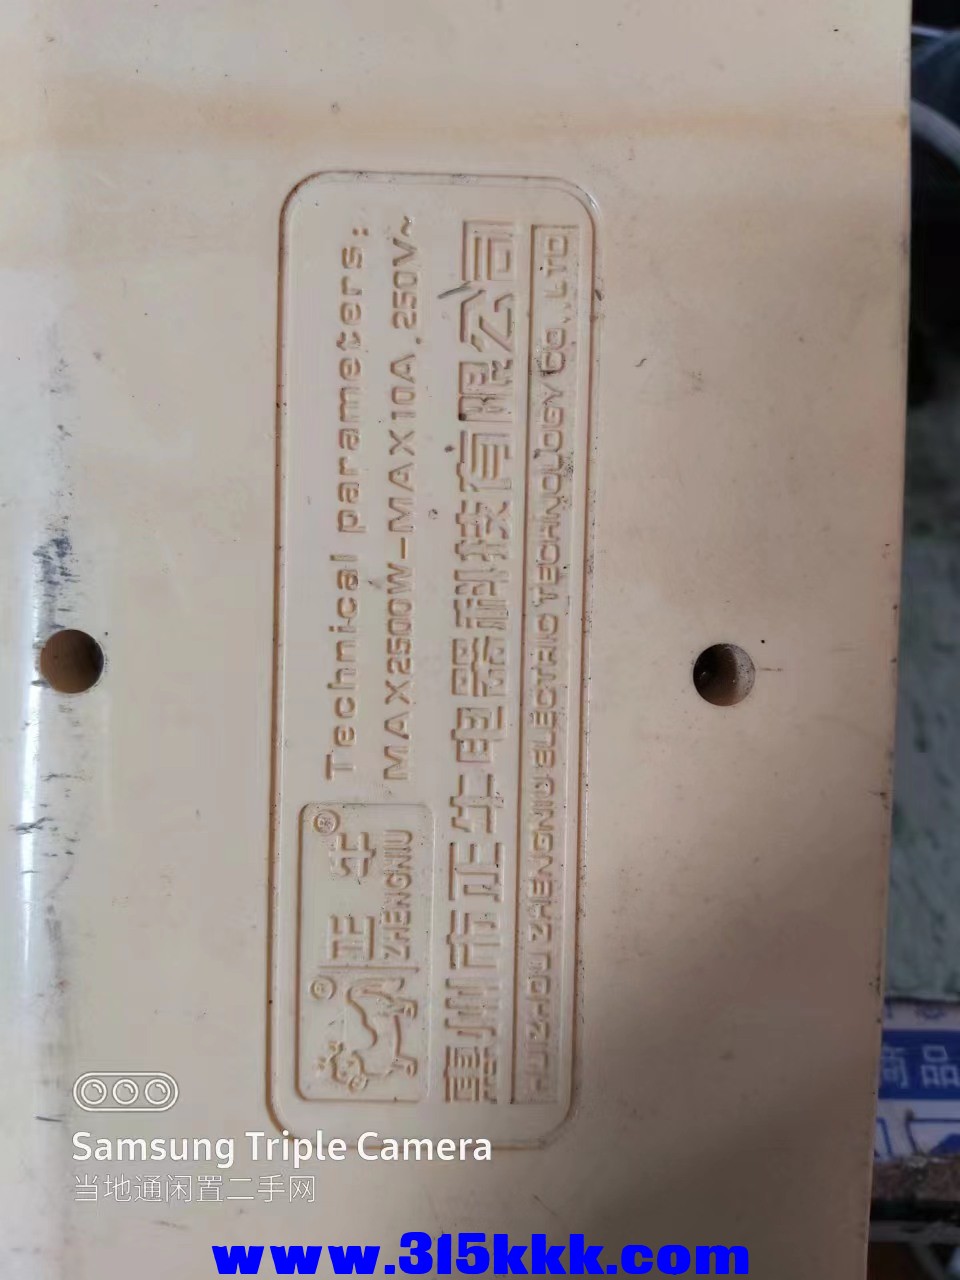 Technical parameters:
MAX2500W-MAX10A,250V~
正牛®
ZHENGNIU
®
惠州市正牛电器科技有限公司
HUIZHOU ZHENGNIU ELECTRIC TECHNOLOGY CO.,LTD
商品
Samsung Triple Camera
当地通闲置二手网
www.315kkk.com